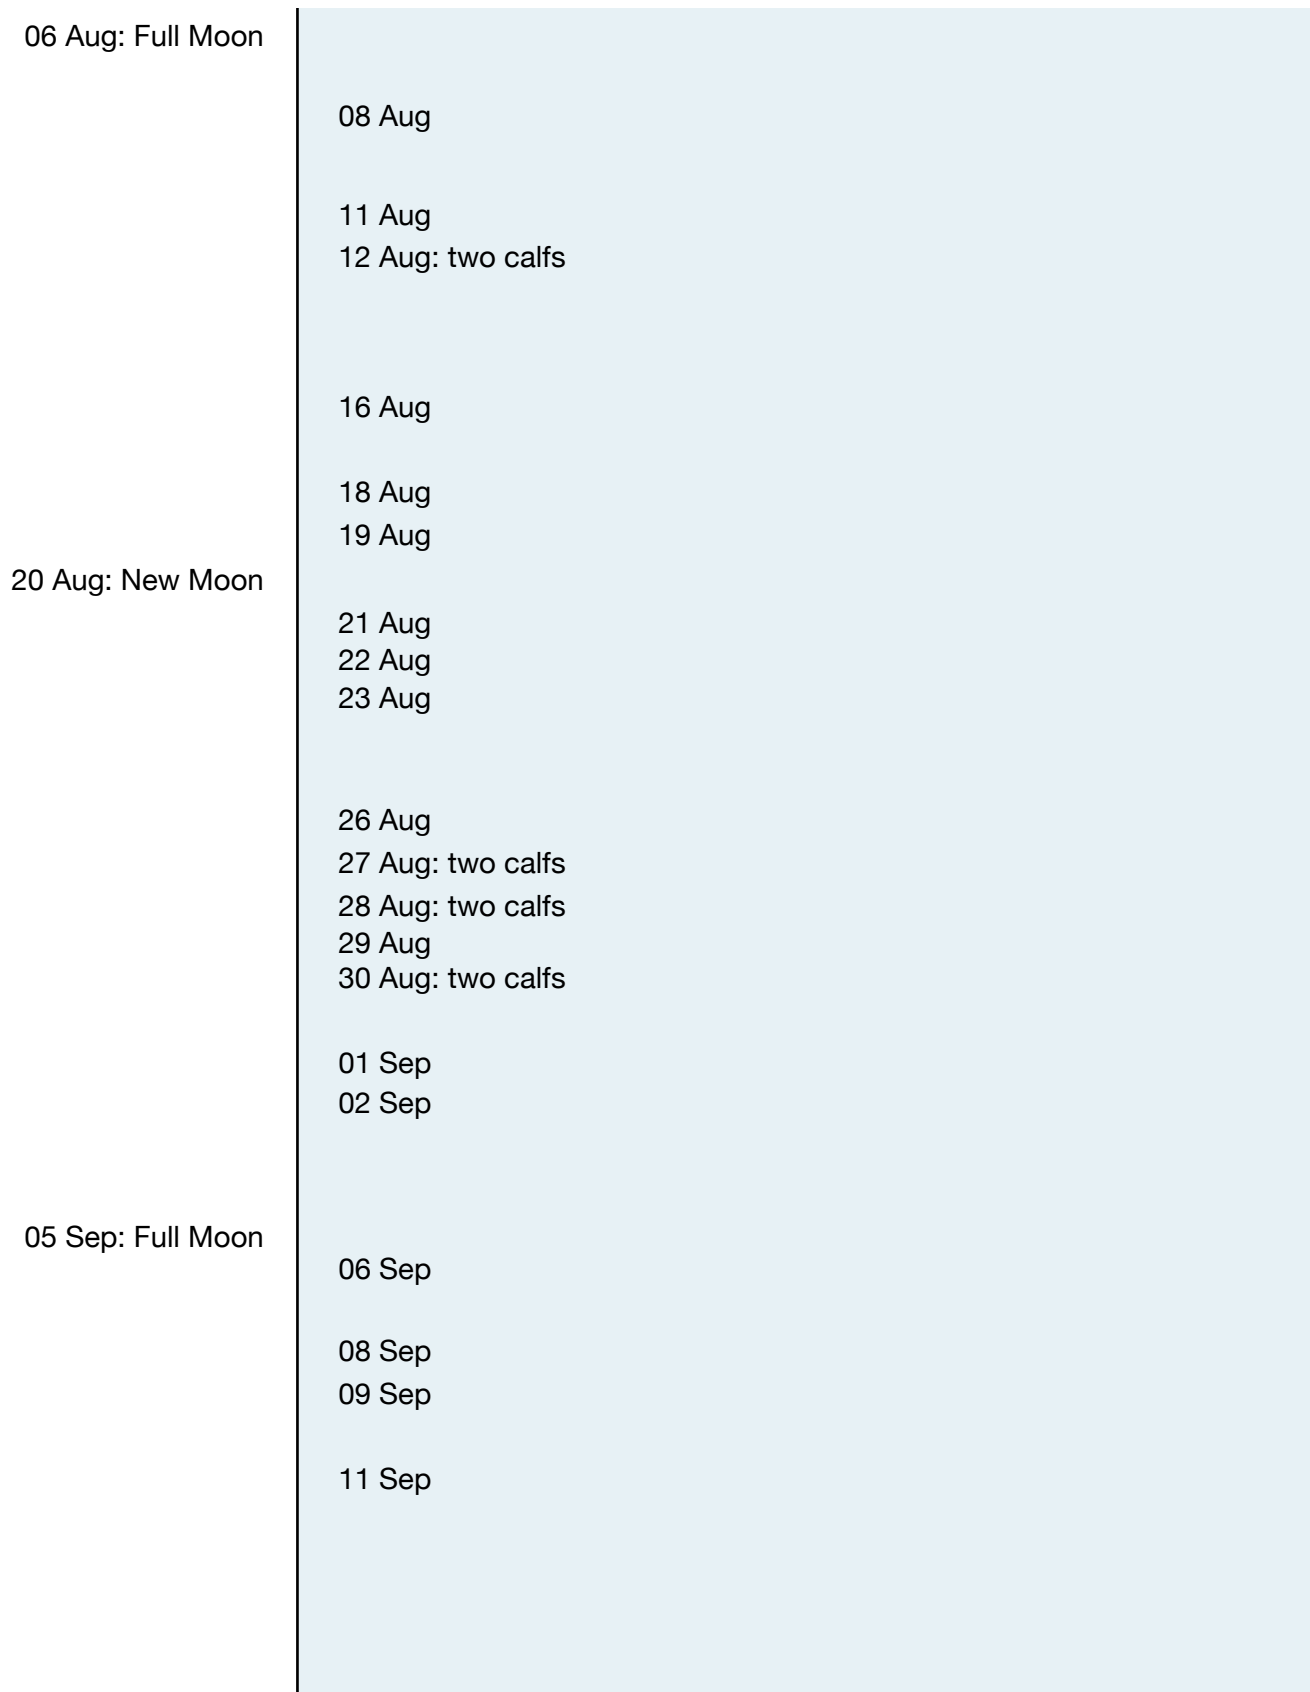 06 Aug: Full Moon
08 Aug
11 Aug
12 Aug: two calfs
16 Aug
18 Aug
19 Aug
20 Aug: New Moon
21 Aug
22 Aug
23 Aug
26 Aug
27 Aug: two calfs
28 Aug: two calfs
29 Aug
30 Aug: two calfs
01 Sep
02 Sep
05 Sep: Full Moon
06 Sep
08 Sep
09 Sep
11 Sep